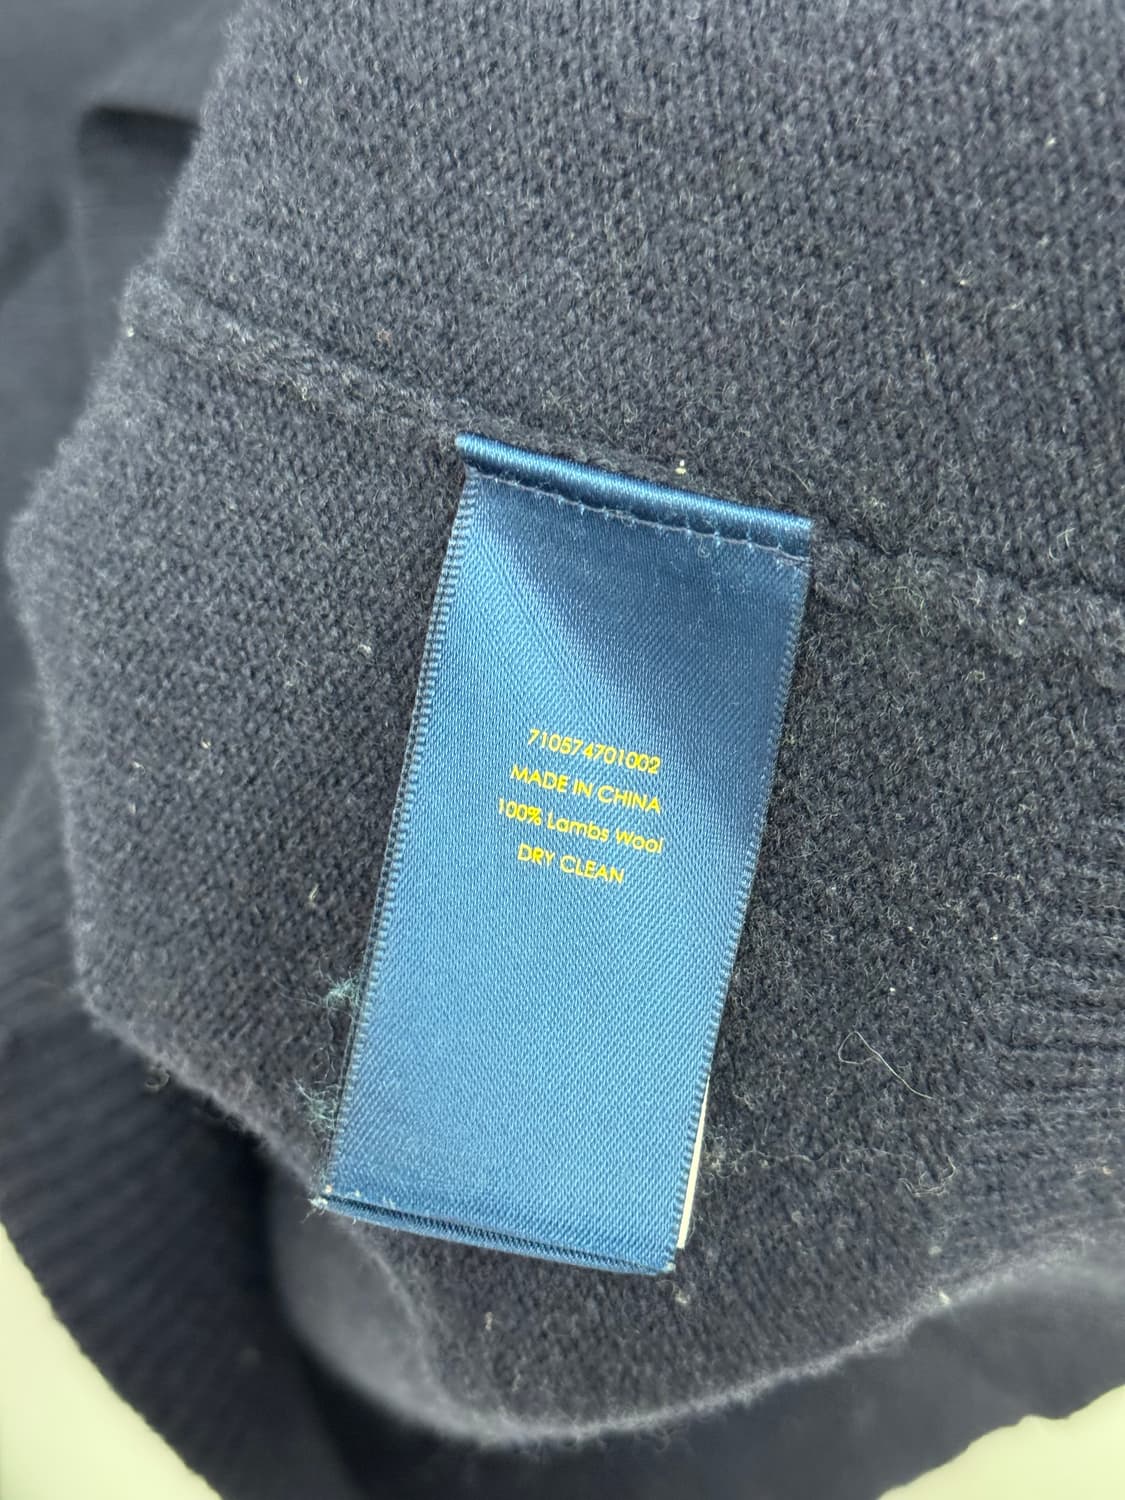 710574701002
MADE IN CHINA
100% Lambs Wool
DRY CLEAN